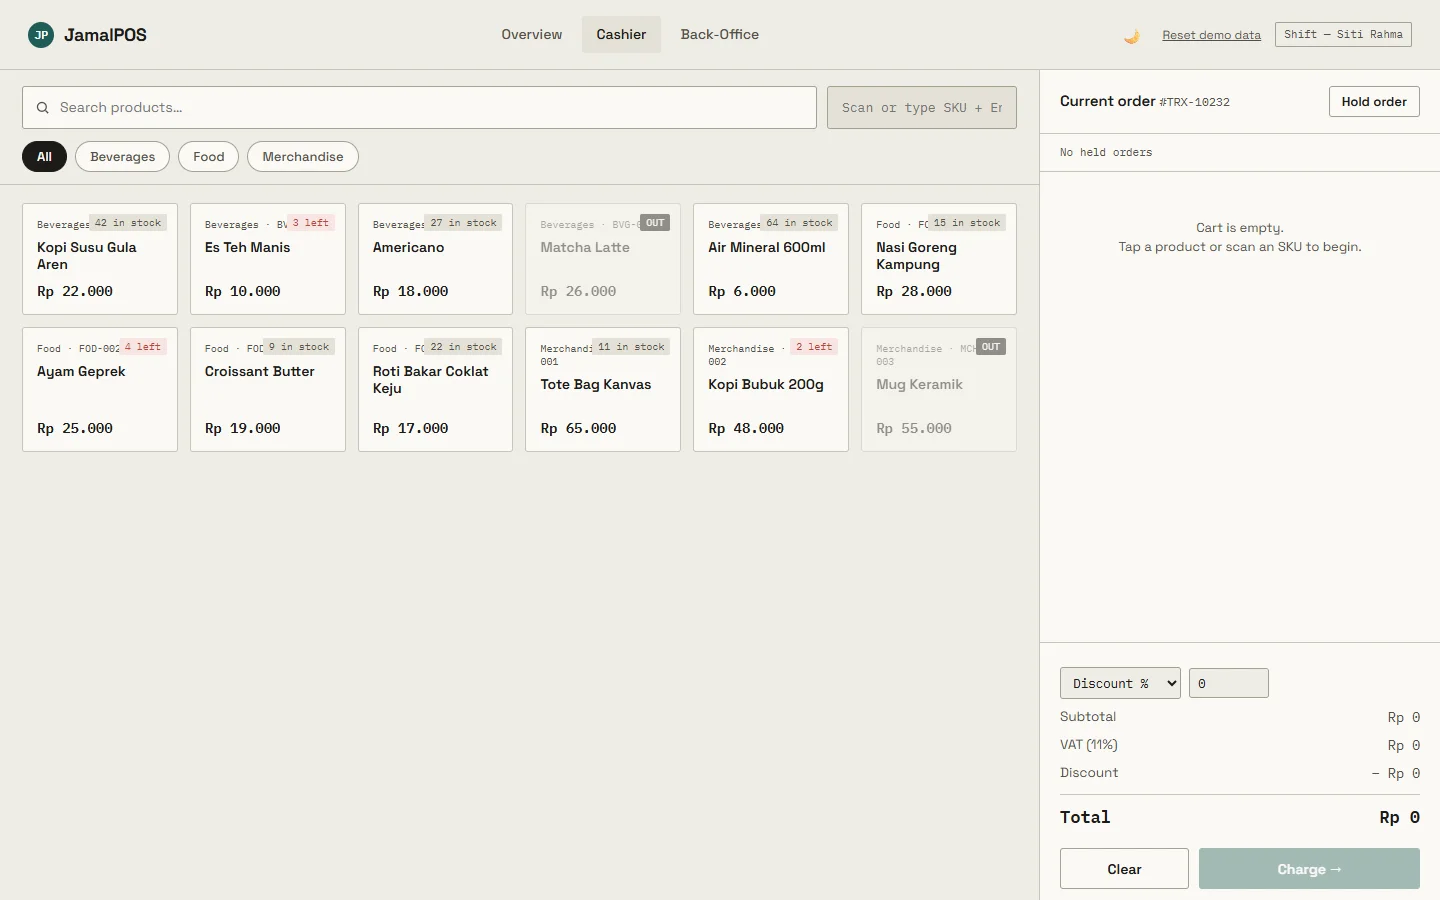 JP JamalPOS
Overview Cashier Back-Office
Reset demo data
Shift — Siti Rahma
Search products...
Scan or type SKU + Er
All Beverages Food Merchandise
Beverages 42 in stock
Kopi Susu Gula
Aren
Rp 22.000
Beverages · BV 3 left
Es Teh Manis
Rp 10.000
Beverages 27 in stock
Americano
Rp 18.000
Beverages · BVG- OUT
Matcha Latte
Rp 26.000
Beverages 64 in stock
Air Mineral 600ml
Rp 6.000
Food · FO 15 in stock
Nasi Goreng
Kampung
Rp 28.000
Food · FOD-002 4 left
Ayam Geprek
Rp 25.000
Food · FOD 9 in stock
Croissant Butter
Rp 19.000
Food · FO 22 in stock
Roti Bakar Coklat
Keju
Rp 17.000
Merchandi 11 in stock
001
Tote Bag Kanvas
Rp 65.000
Merchandise · 2 left
002
Kopi Bubuk 200g
Rp 48.000
Merchandise · MCH OUT
003
Mug Keramik
Rp 55.000
Current order #TRX-10232
Hold order
No held orders
Cart is empty.
Tap a product or scan an SKU to begin.
Discount % 0
Subtotal Rp 0
VAT (11%) Rp 0
Discount − Rp 0
Total Rp 0
Clear Charge →